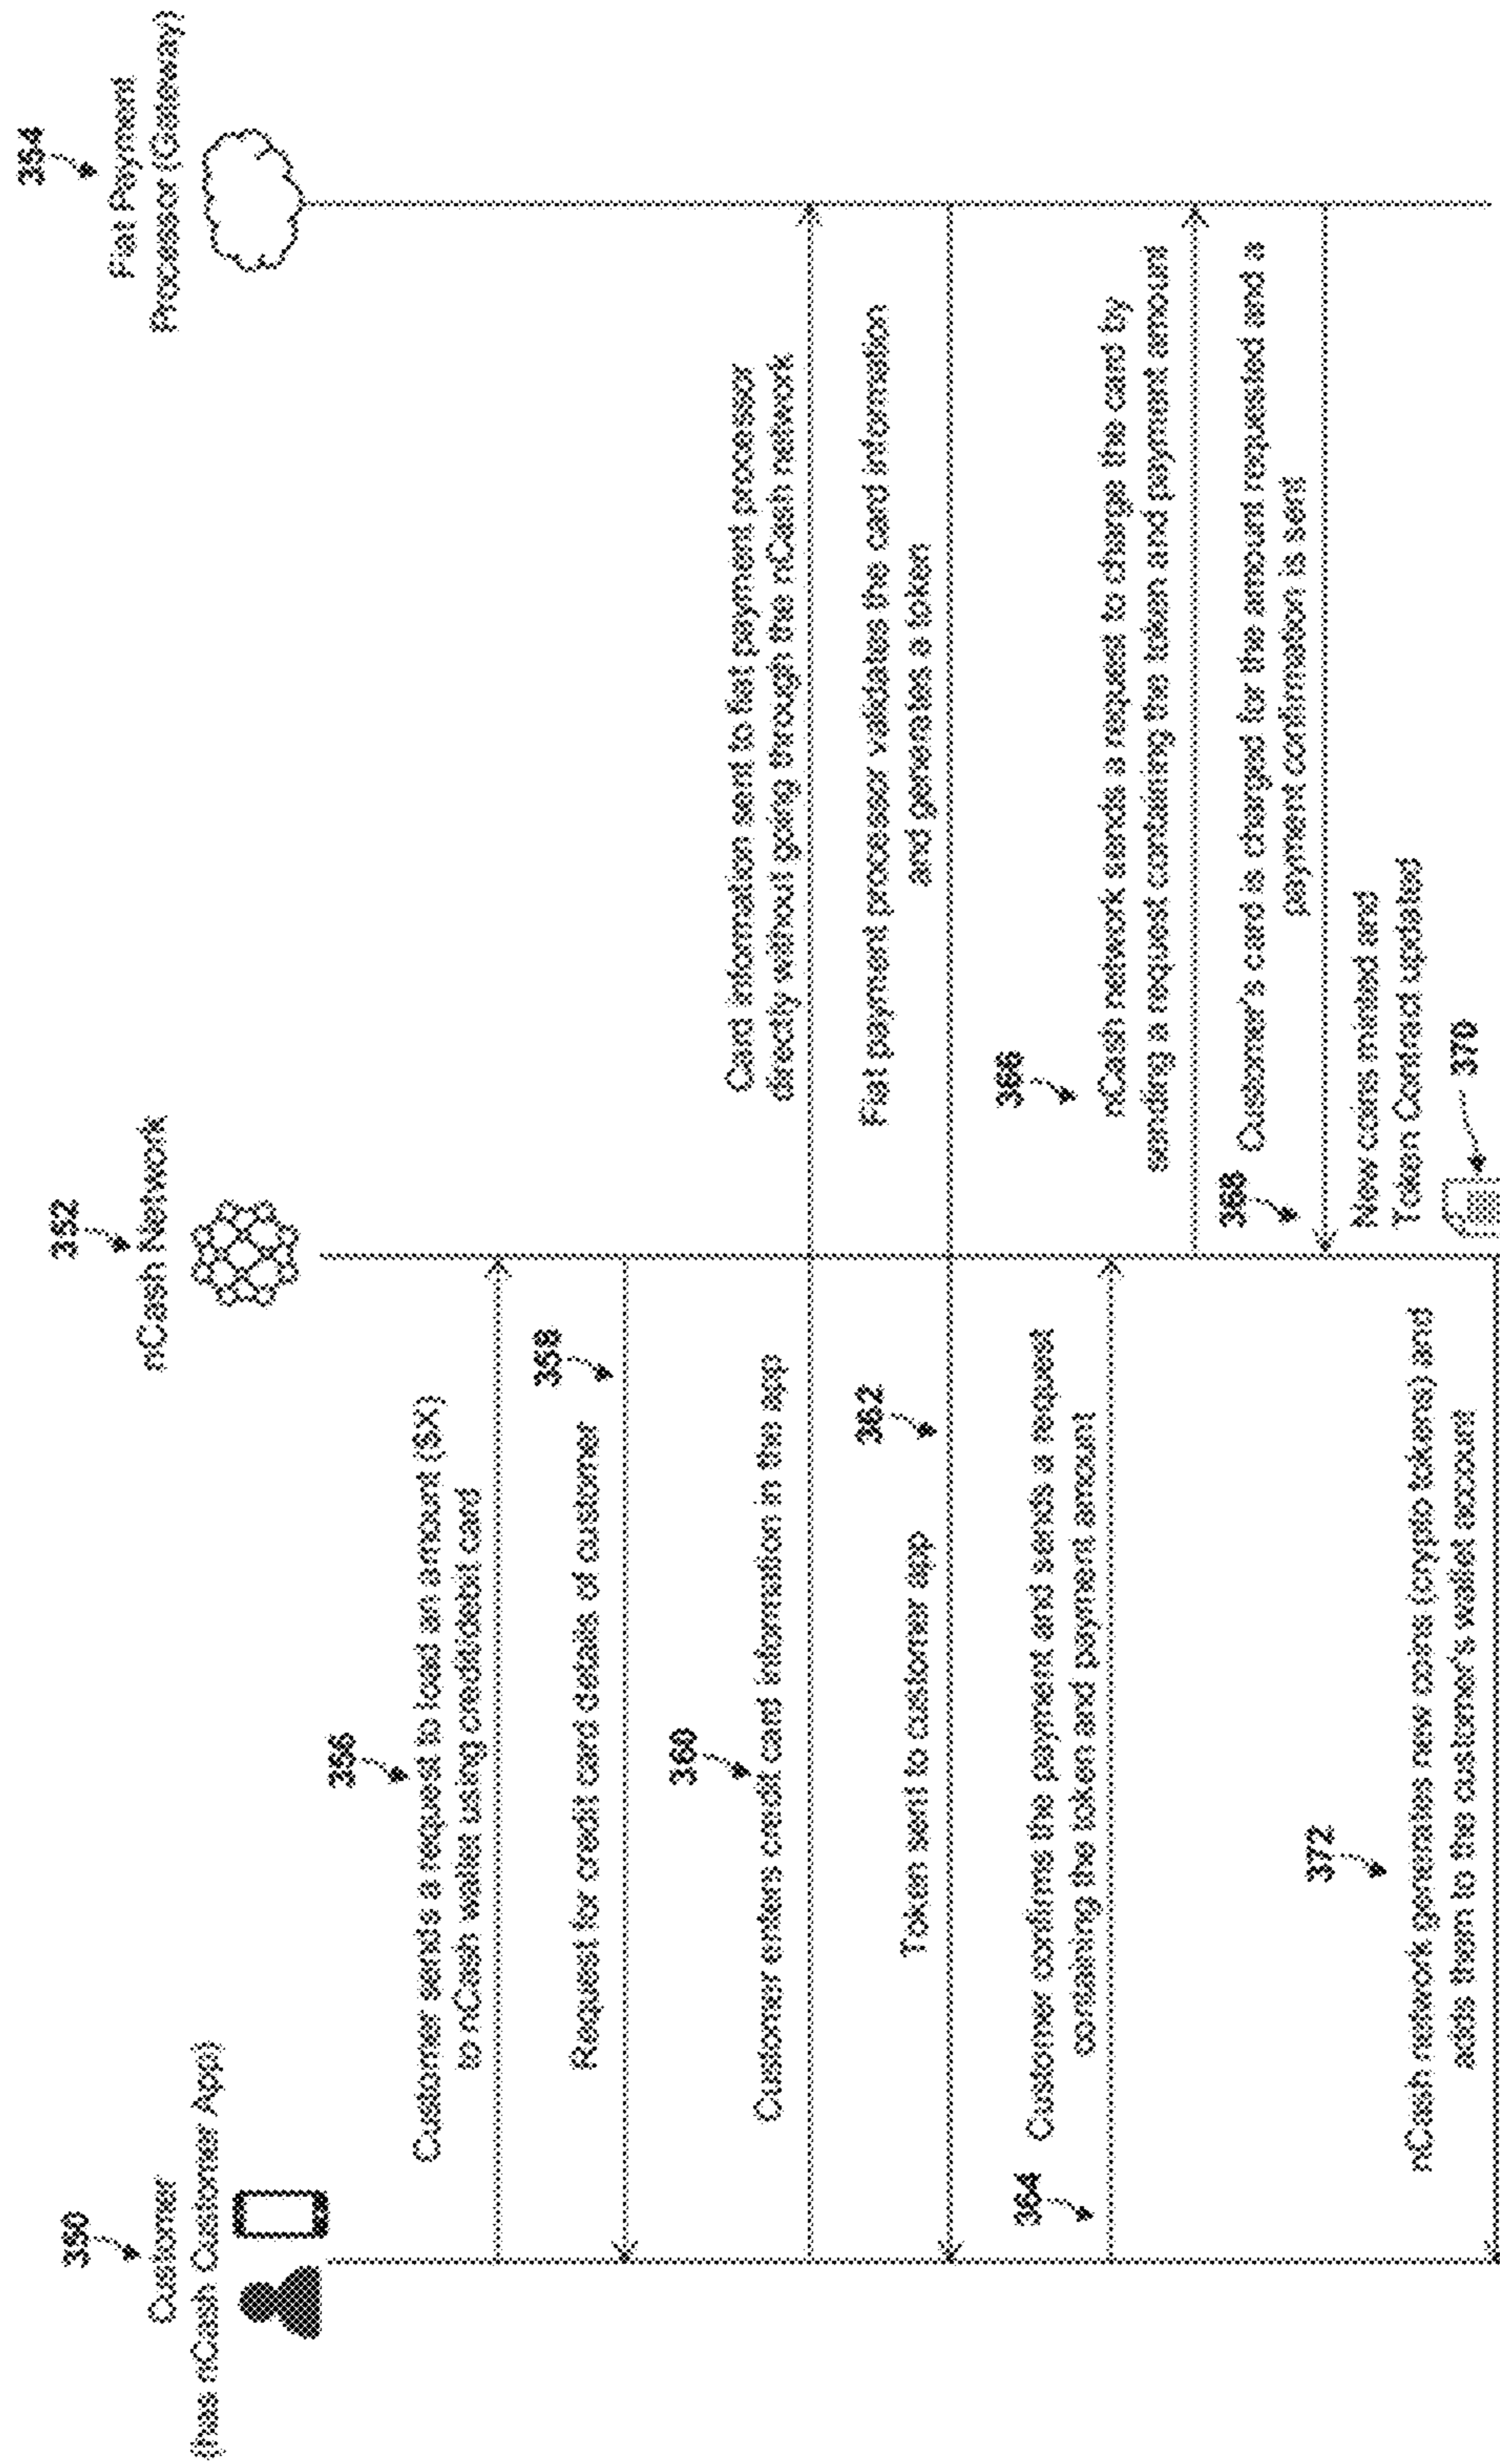 350
Customer
(has nCash Customer App)
352
nCash Network
354
Fiat Payment
Processor (Gateway)
356
Customer sends a request to load an amount ($X)
to nCash wallet using credit/debit card
358
Request for credit card details of customer
360
Customer enters credit card information in the app
Card information sent to fiat payment processor
directly without going through the nCash network
362
Token sent to customer app
Fiat payment processor validates the card information
and generates a token
364
Customer confirms the payment and sends a request
containing the token and payment amount
366
nCash network sends a request to charge the card by
sending a request containing the token and payment amount
368
Customer's card is charged for the amount requested and a
payment confirmation is sent
New coins minted and
Token Contract updated
370
372
nCash network generates new coins (crypto tokens) and
adds them to the customer's wallet account